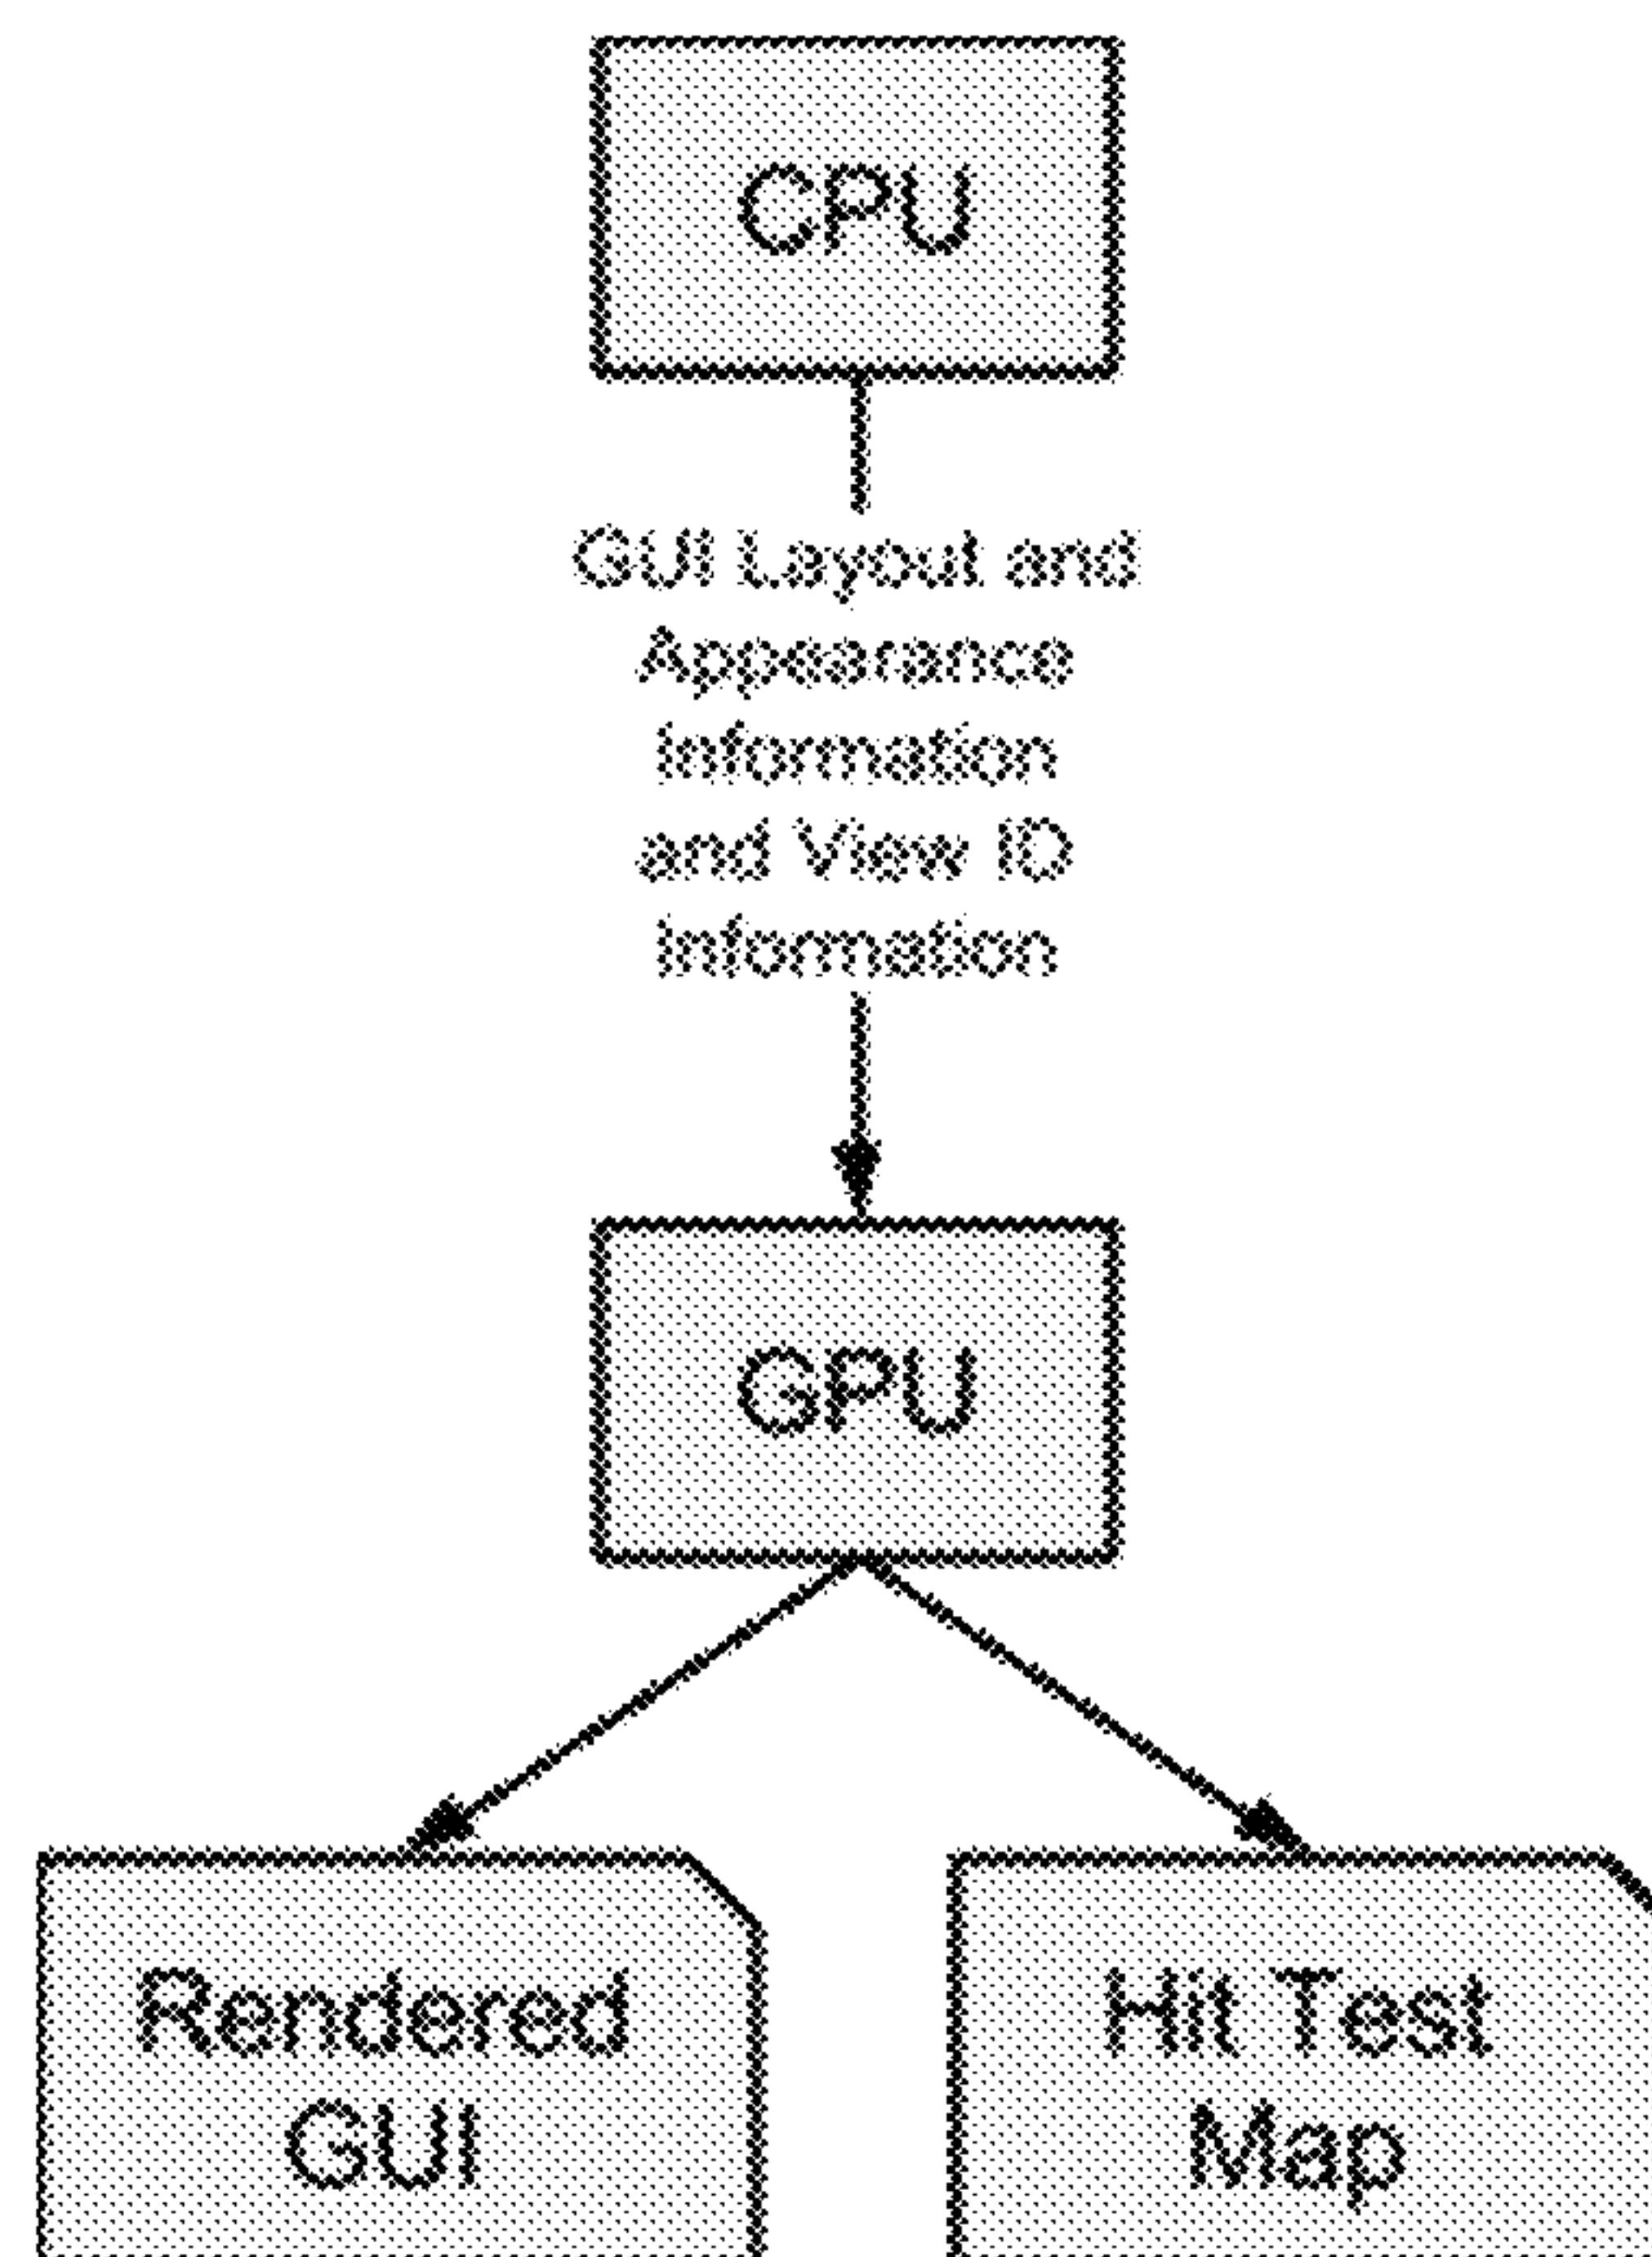 CPU
GUI Layout and
Appearance
Information
and View ID
Information
GPU
Rendered
GUI
Hit Test
Map